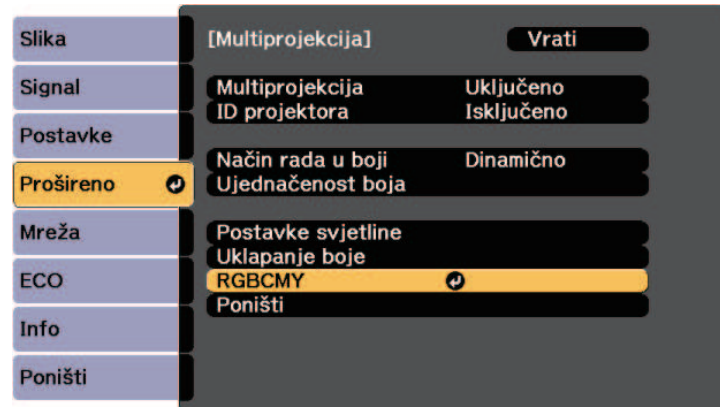 Slika
Signal
Postavke
Prošireno
Mreža
ECO
Info
Poništi
[Multiprojekcija] Vrati
Multiprojekcija Uključeno
ID projektora Isključeno
Način rada u boji Dinamično
Ujednačenost boja
Postavke svjetline
Uklapanje boje
RGBCMY
Poništi